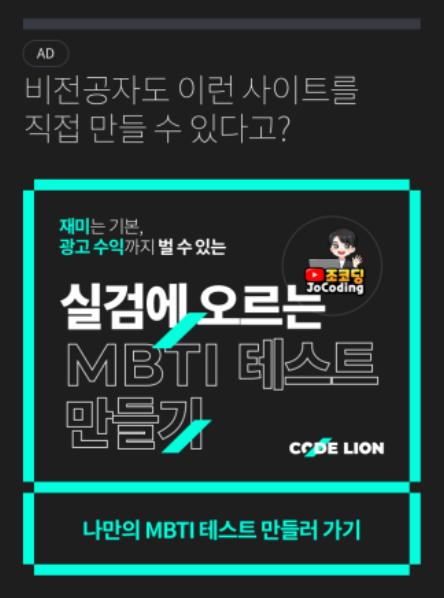 AD
비전공자도 이런 사이트를
직접 만들 수 있다고?
재미는 기본,
광고 수익까지 벌 수 있는
조코딩
JoCoding
실검에 오르는
MBTI 테스트
만들기
CODE LION
나만의 MBTI 테스트 만들러 가기